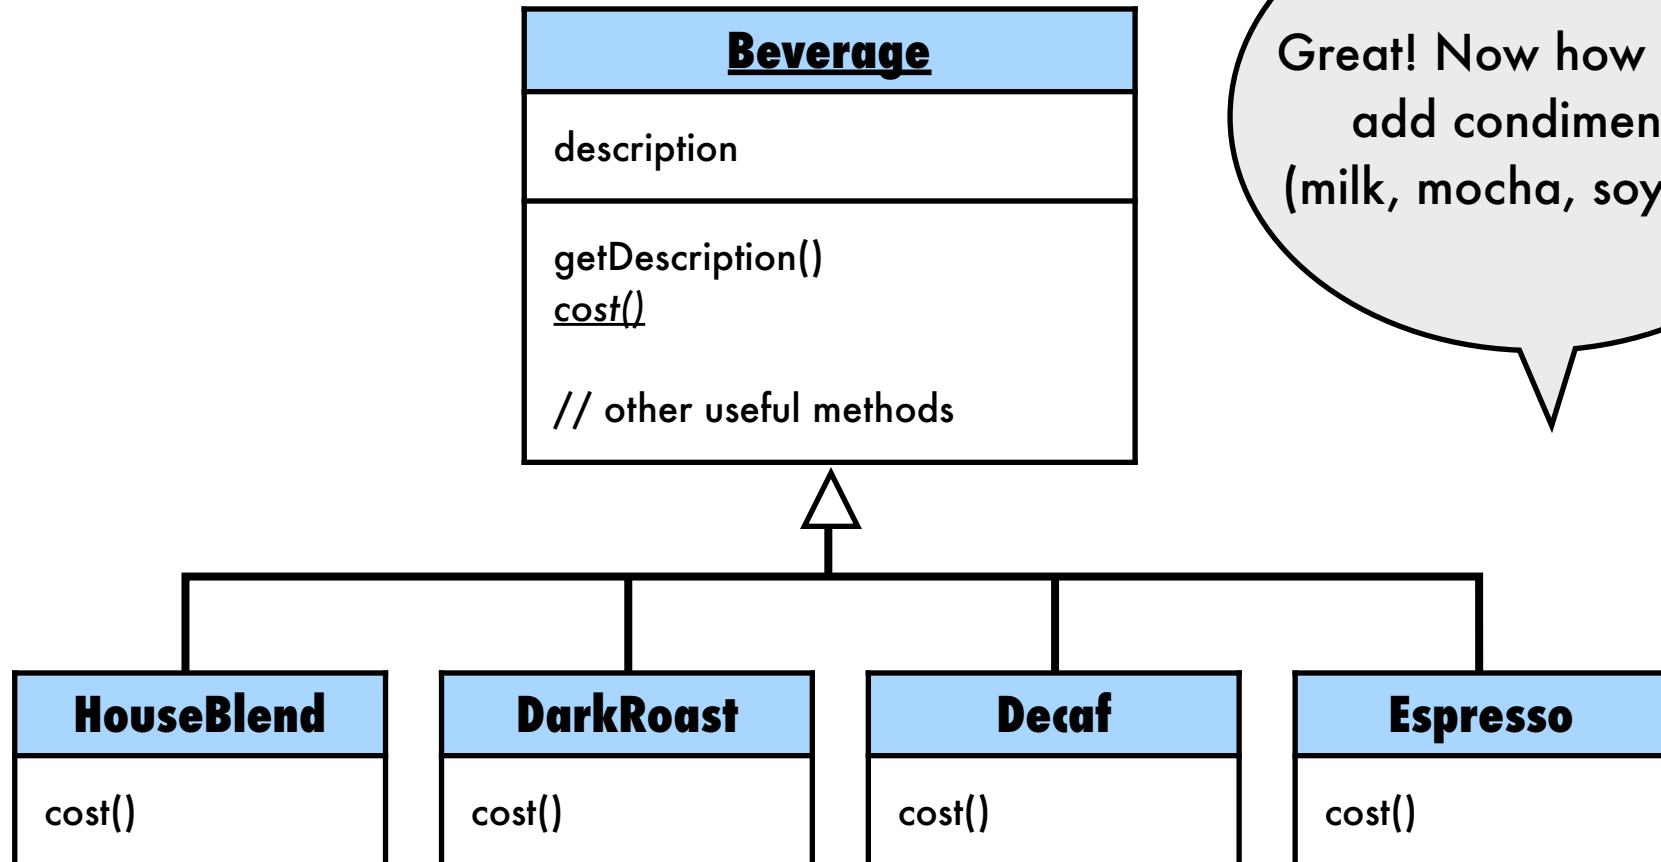 Beverage
description
getDescription()
cost()
// other useful methods
Great! Now how
add condimen
(milk, mocha, soy
HouseBlend
cost()
DarkRoast
cost()
Decaf
cost()
Espresso
cost()